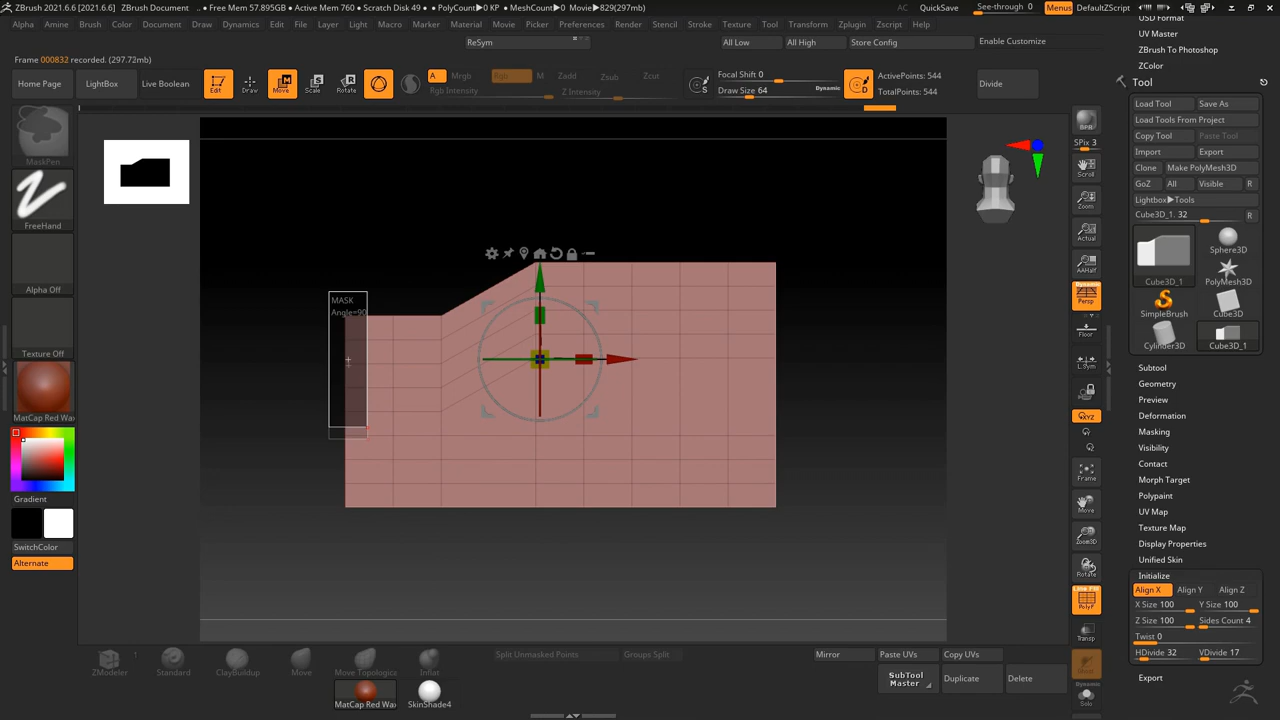 ZBrush 2021.6.6 [2021.6.6] ZBrush Document • Free Mem 57.895GB • Active Mem 760 • Scratch Disk 49 • PolyCount▶0 KP • MeshCount▶0 Movie▶829(297mb) AC QuickSave See-through 0 Menus DefaultZScript
Alpha Anime Brush Color Document Draw Dynamics Edit File Layer Light Macro Marker Material Movie Picker Preferences Render Stencil Stroke Texture Tool Transform Zplugin Zscript Help
ReSym All Low All High Store Config Enable Customize
Frame 000832 recorded. (297.72mb)
Home Page LightBox Live Boolean Edit Draw Move Scale Rotate A Mrgb Rgb M Zadd Zsub Zcut
Rgb Intensity Z Intensity
S Focal Shift 0
Draw Size 64 Dynamic D ActivePoints: 544
TotalPoints: 544 Divide
MaskPen
FreeHand
Alpha Off
Texture Off
MatCap Red Wax
Gradient
SwitchColor
Alternate
MASK
Angle=90
BPR
SPix 3
Scroll
Zoom
Actual
AAHalf
Dynamic
Persp
Floor
L.Sym
XYZ
Frame
Move
Zoom3D
Rotate
Line Fill
PolyF
Transp
Dynamic
Solo
USD Format
UV Master
ZBrush To Photoshop
ZColor
Tool
Load Tool Save As
Load Tools From Project
Copy Tool Paste Tool
Import Export
Clone Make PolyMesh3D
GoZ All Visible R
Lightbox▶Tools
Cube3D_1. 32 R
Cube3D_1 Sphere3D
PolyMesh3D
SimpleBrush Cube3D
Cylinder3D Cube3D_1
Subtool
Geometry
Preview
Deformation
Masking
Visibility
Contact
Morph Target
Polypaint
UV Map
Texture Map
Display Properties
Unified Skin
Initialize
Align X Align Y Align Z
X Size 100 Y Size 100
Z Size 100 Sides Count 4
Twist 0
HDivide 32 VDivide 17
Export
ZModeler 1 Standard ClayBuildup Move Move Topologica Inflat
MatCap Red Wax SkinShade4
Split Unmasked Points Groups Split
Mirror Paste UVs Copy UVs
SubTool
Master Duplicate Delete